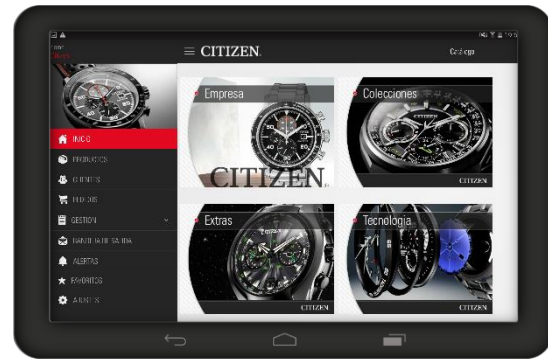 CITIZEN
Catálogo
INICIO
PRODUCTOS
CLIENTES
PEDIDOS
GESTION
BANDEJA DE SALIDA
ALERTAS
FAVORITOS
AJUSTES
Empresa
CITIZEN
Colecciones
CITIZEN
CITIZEN
Extras
CITIZEN
Tecnología
CITIZEN